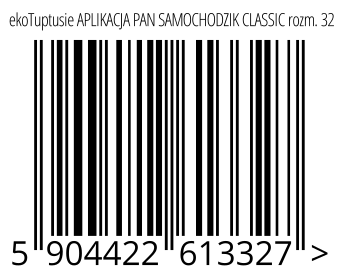 ekoTuptusie APLIKACJA PAN SAMOCHODZIK CLASSIC rozm. 32
5 904422 613327 >